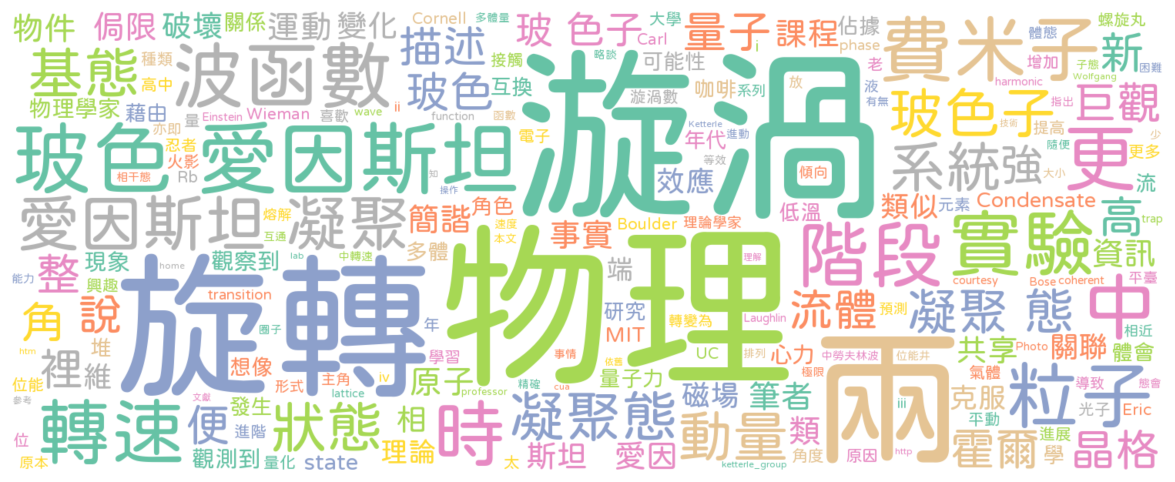 物件 侷限 破壞 關係 運動 變化 Cornell 多體量 玻 色子 大學 量子 i 課程 佔據 phase 費米子 體態 螺旋丸 新
基態 種類 高中 波函數 描述 接觸 略談 Carl 可能性 老 增加 子態 Wolfgang 困難
物理學家 藉由 Einstein Wieman 喜歡 wave 玻色 互換 漩渦數 咖啡 系列 放 液 有無 harmonic 指出 巨觀
量 ii function 函數 電子 Ketterle 進動 年代 玻色子 提高 技術 隨便 少
玻色 愛因斯坦 漩渦 亦即 忍者 火影 Rb 相干態 知 操作 等效 效應 傾向 系統 強 更 更多 大小 流
愛因斯坦 凝聚 熔解 互通 簡諧 角色 速度 本文 事實 Boulder 理論學家 低溫 類似 元素 Condensate 高 trap 資訊
整 現象 興趣 觀察到 lab 中轉速 多體 端 物理 理解 階段 實驗 平臺
能力 home 旋轉 transition 研究 MIT 轉變為 Laughlin 預測 流體 courtesy Bose coherent 凝聚 態 中 相近
角 說 圈子 年 學習 事情 UC 排列 心力 中勞夫林波 位能井 Photo 共享 關聯 體會
htm 裡 堆 維 想像 形式 主角 iv 原子 professor 依舊 精確 cua 量子力 極限 氣體 導致 態會
位能 參考 文獻 lattice 磁場 筆者 兩 iii 克服 粒子 光子 Eric
轉速 便 發生 進階 狀態 相 時 凝聚態 動量 類 平動 進展
位 原本 觀測到 量化 state 理論 太 斯坦 愛因 ketterle_group 角度 原因 http 霍爾 學 晶格